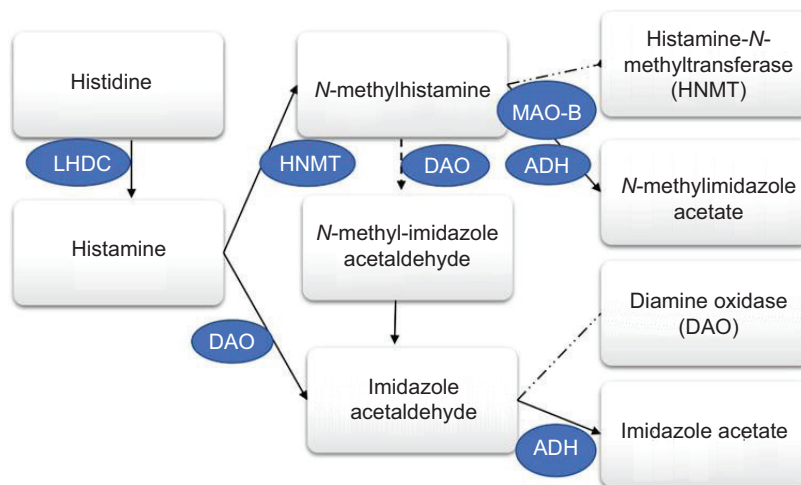 Histidine
LHDC
Histamine
N-methylhistamine
HNMT
DAO
N-methyl-imidazole
acetaldehyde
DAO
Imidazole
acetaldehyde
MAO-B
ADH
Histamine-N-
methyltransferase
(HNMT)
N-methylimidazole
acetate
Diamine oxidase
(DAO)
ADH
Imidazole acetate